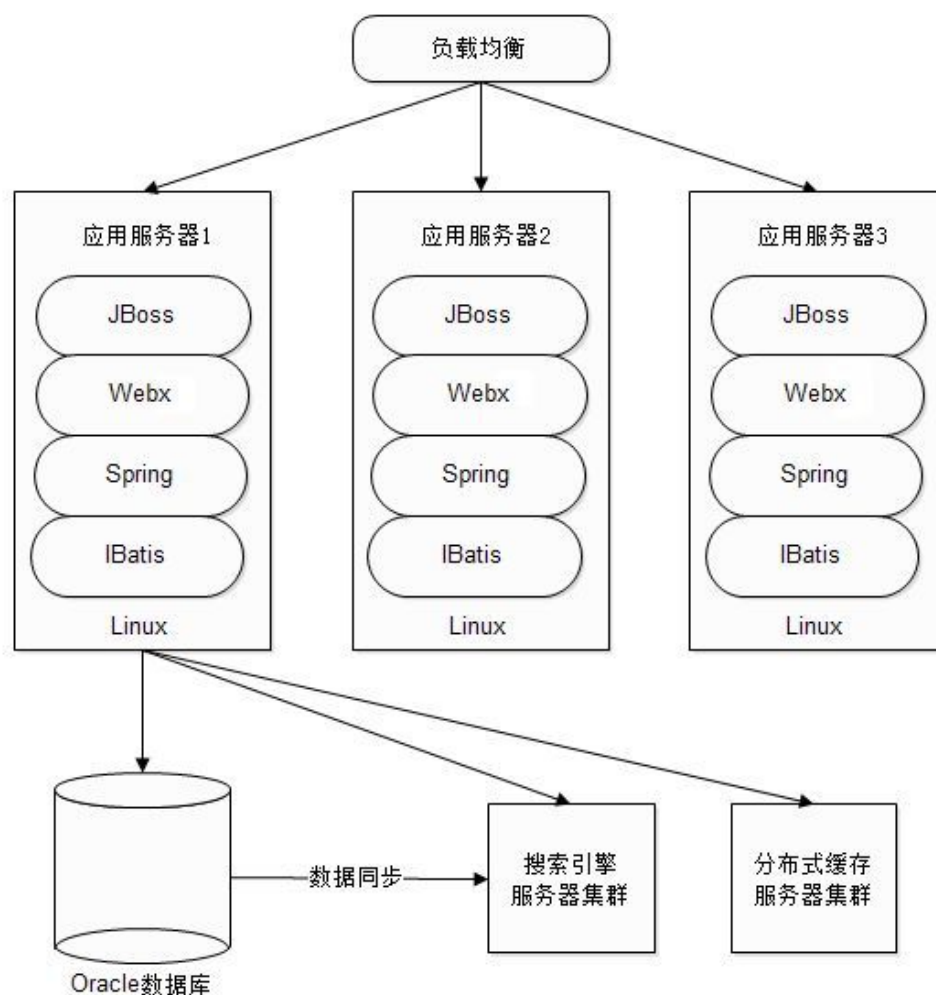 负载均衡
应用服务器1
应用服务器2
应用服务器3
JBoss
JBoss
JBoss
Webx
Webx
Webx
Spring
Spring
Spring
IBatis
IBatis
IBatis
Linux
Linux
Linux
数据同步
搜索引擎
服务器集群
分布式缓存
服务器集群
Oracle数据库